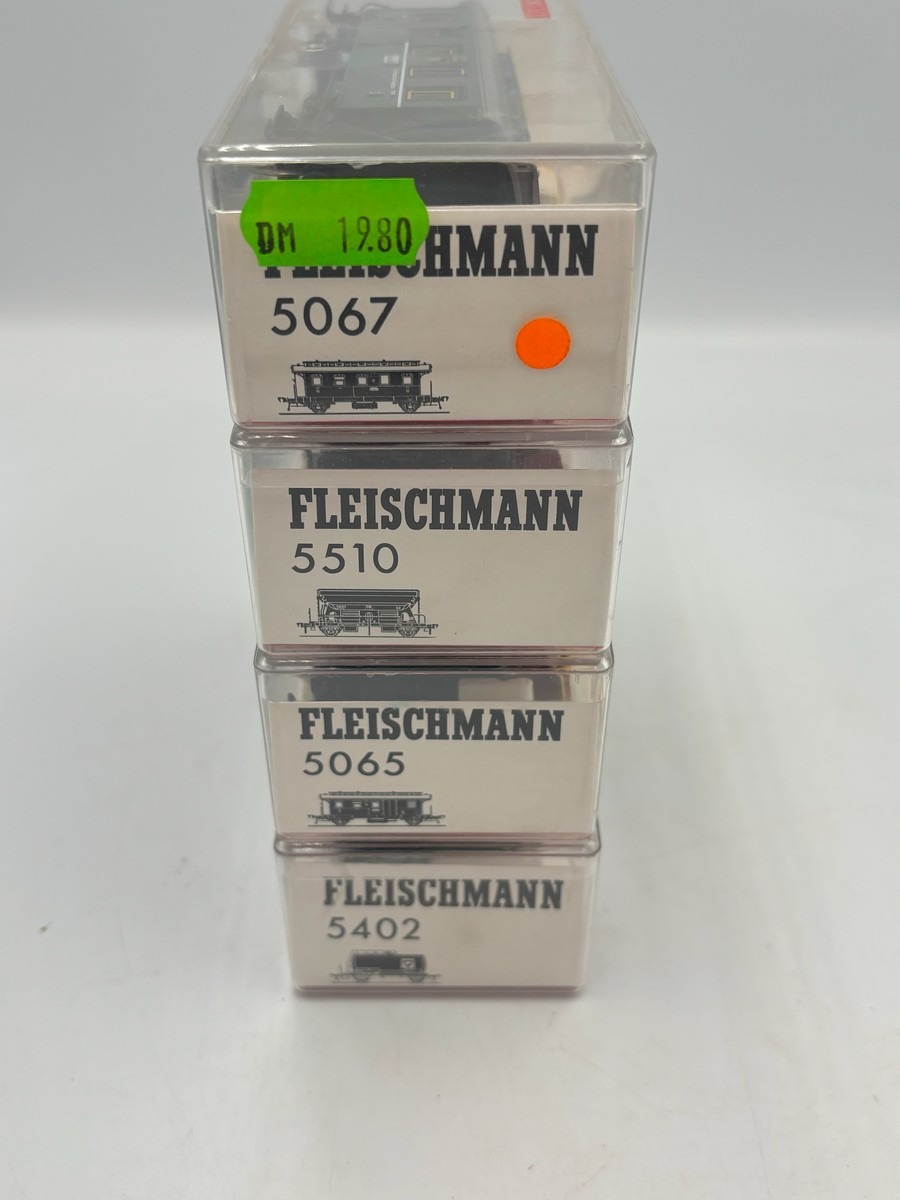 DM 19.80
FLEISCHMANN
5067
FLEISCHMANN
5510
FLEISCHMANN
5065
FLEISCHMANN
5402